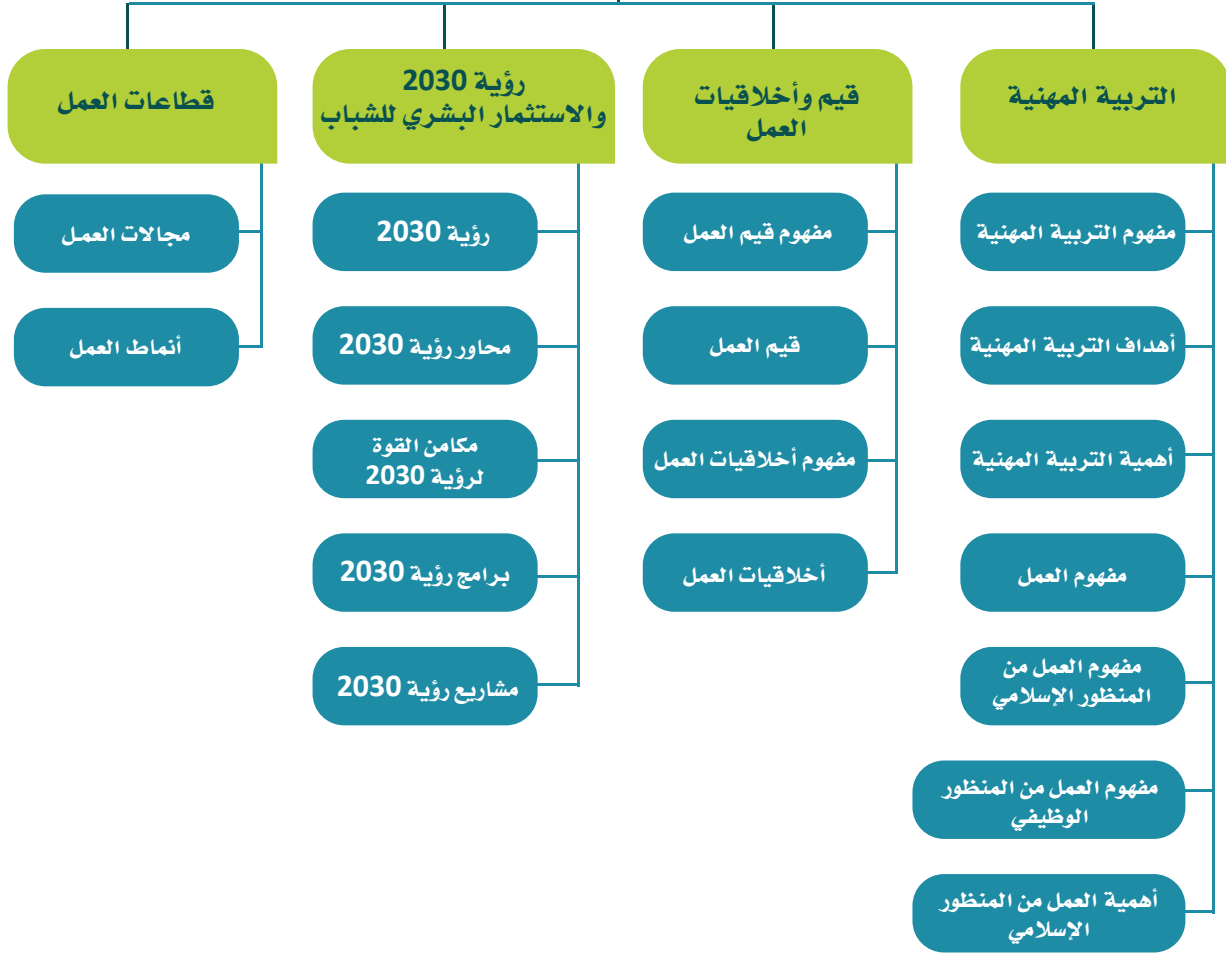 التربية المهنية
مفهوم التربية المهنية
أهداف التربية المهنية
أهمية التربية المهنية
مفهوم العمل
مفهوم العمل من
المنظور الإسلامي
مفهوم العمل من المنظور
الوظيفي
أهمية العمل من المنظور
الإسلامي
قيم وأخلاقيات
العمل
مفهوم قيم العمل
قيم العمل
مفهوم أخلاقيات العمل
أخلاقيات العمل
رؤية 2030
والاستثمار البشري للشباب
رؤية 2030
محاور رؤية 2030
مكامن القوة
لرؤية 2030
برامج رؤية 2030
مشاريع رؤية 2030
قطاعات العمل
مجالات العمل
أنماط العمل